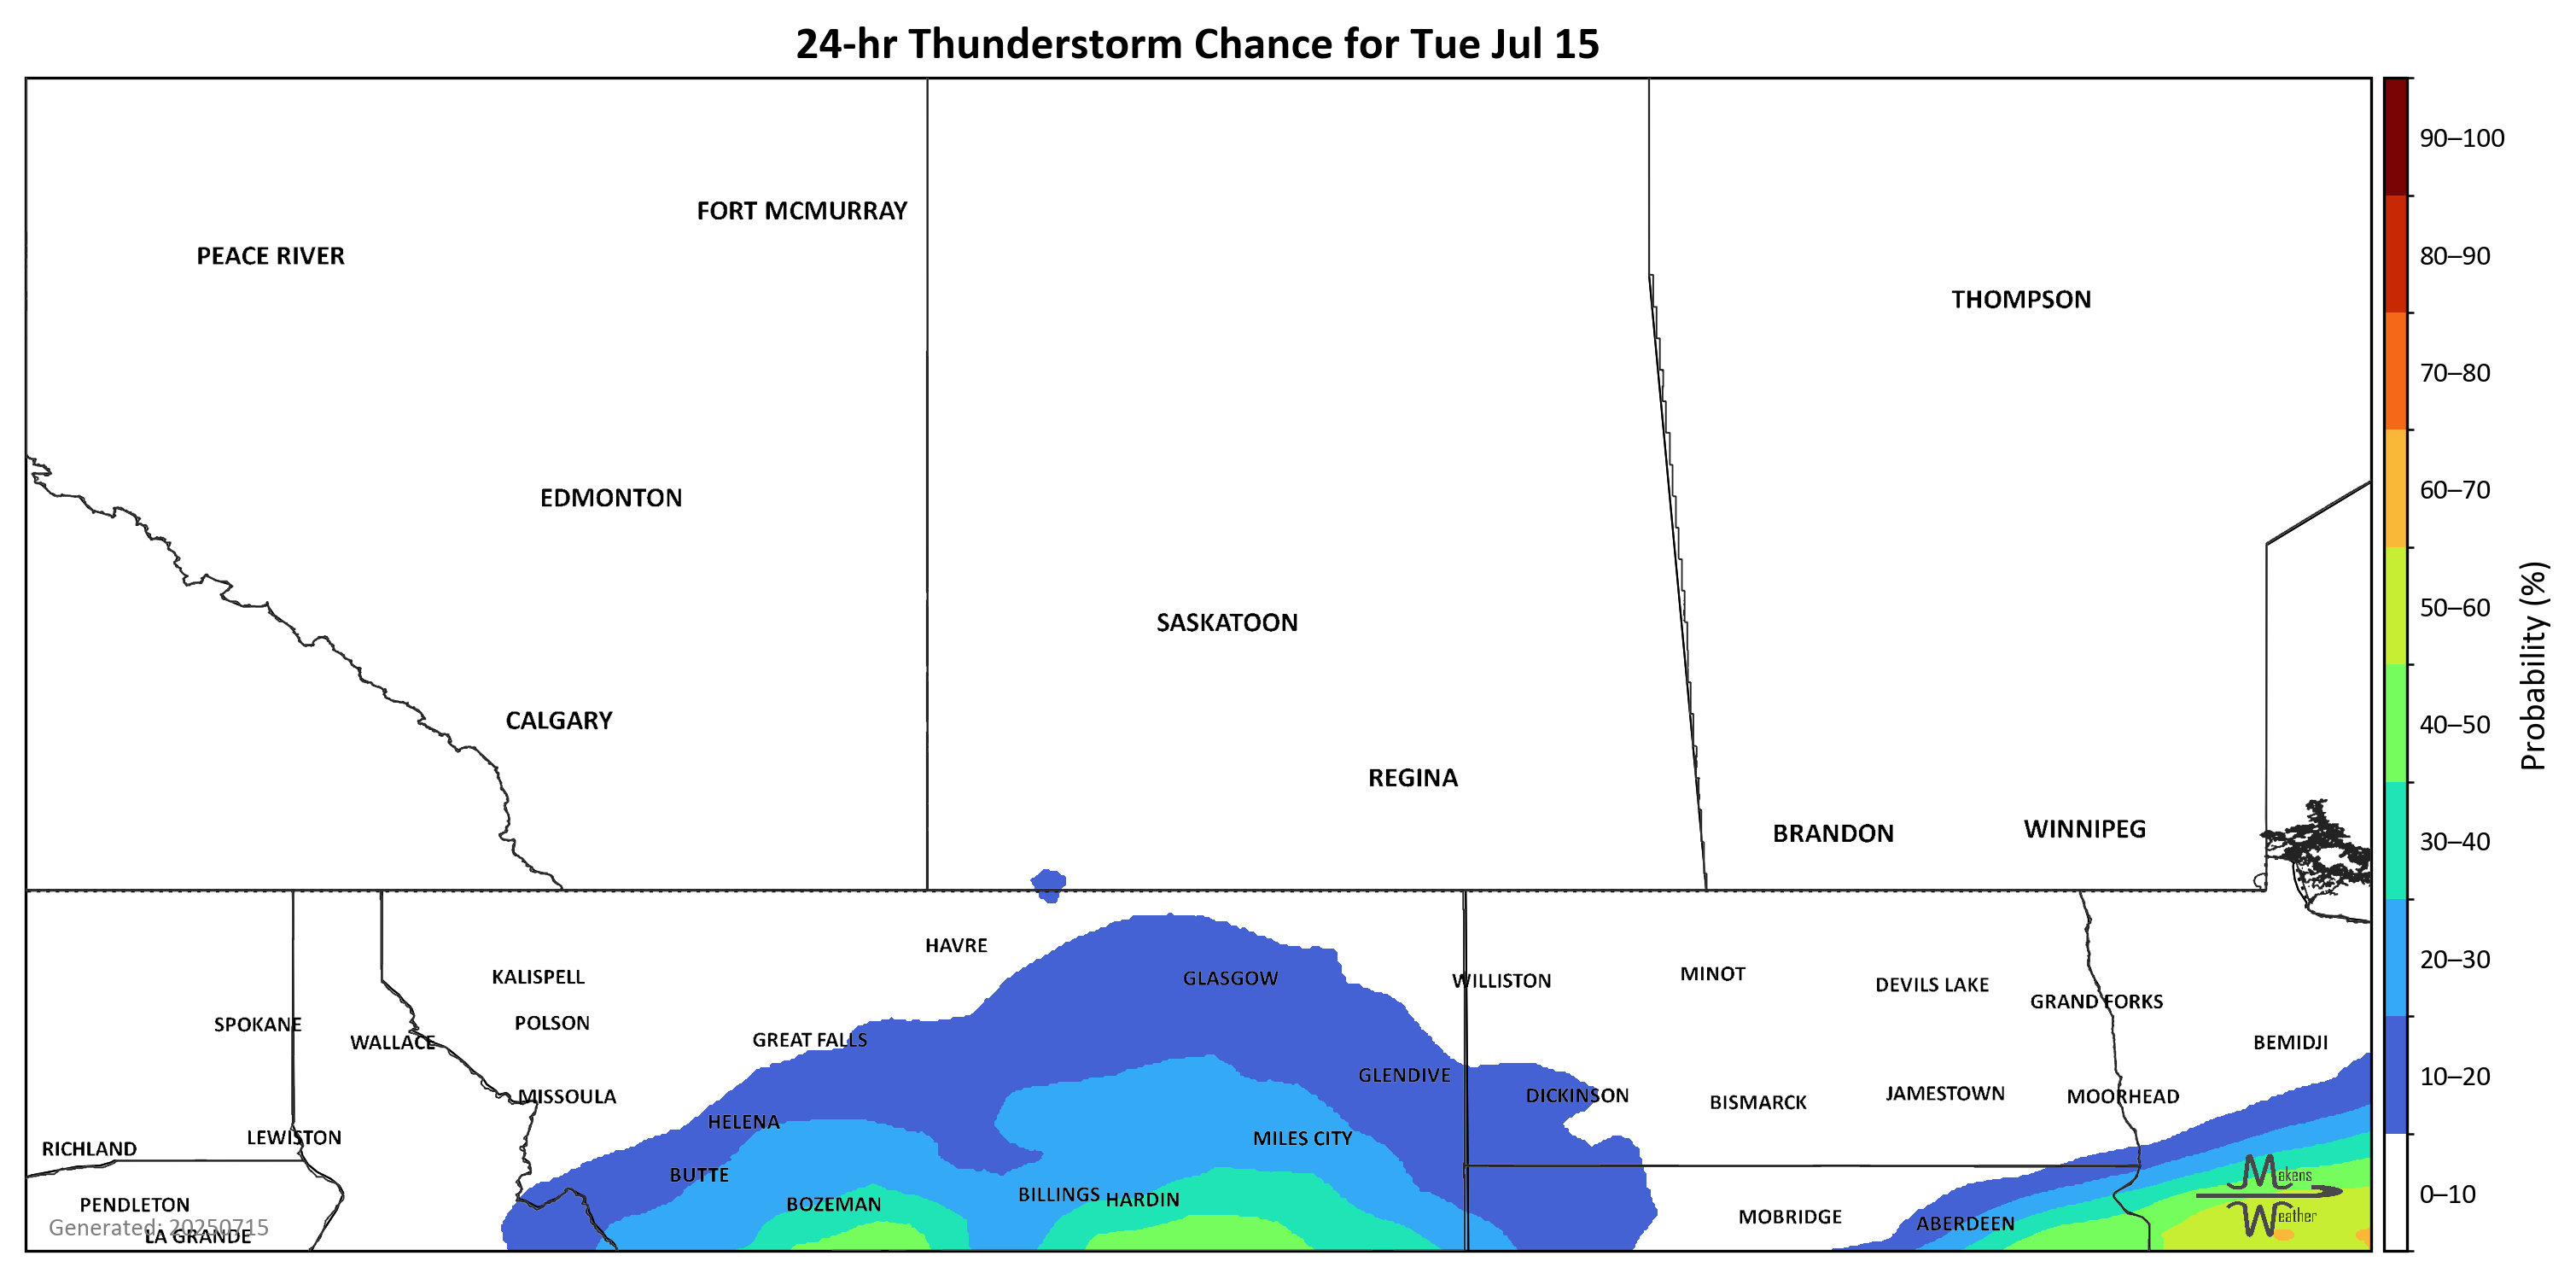 24-hr Thunderstorm Chance for Tue Jul 15
90–100
FORT MCMURRAY
PEACE RIVER
80–90
THOMPSON
70–80
EDMONTON
60–70
50–60
SASKATOON
CALGARY
40–50
REGINA
Probability (%)
BRANDON
WINNIPEG
30–40
HAVRE
20–30
KALISPELL
GLASGOW
WILLISTON
MINOT
DEVILS LAKE
GRAND FORKS
SPOKANE
POLSON
WALLACE
GREAT FALLS
BEMIDJI
10–20
GLENDIVE
MISSOULA
DICKINSON
BISMARCK
JAMESTOWN
MOORHEAD
HELENA
LEWISTON
MILES CITY
RICHLAND
BUTTE
Makens
BILLINGS
HARDIN
0–10
PENDLETON
BOZEMAN
MOBRIDGE
ABERDEEN
Weather
Generated: 20250715
LA GRANDE